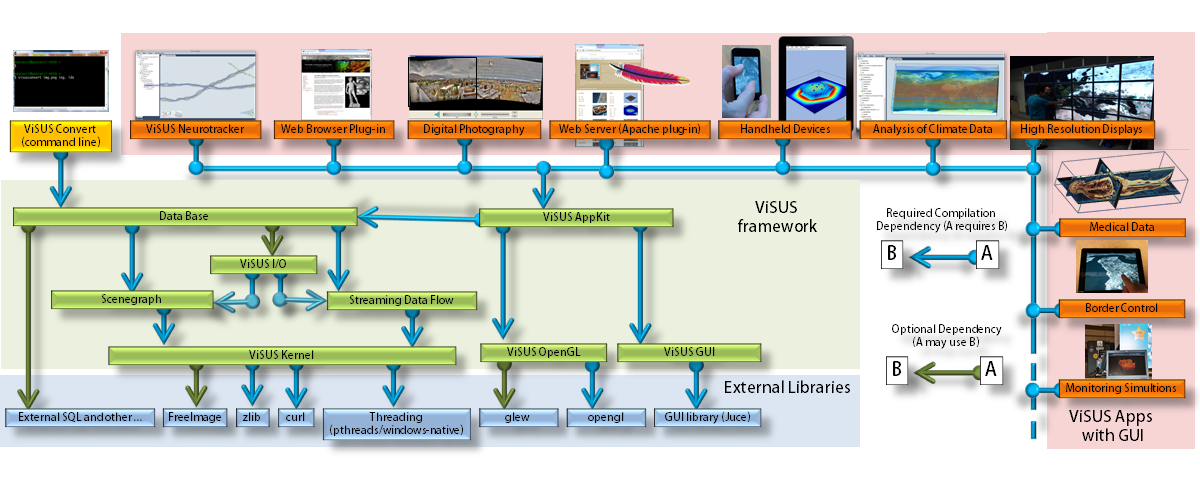 ViSUS Convert
(command line)
ViSUS Neurotracker
Web Browser Plug-in
Digital Photography
Web Server (Apache plug-in)
Handheld Devices
Analysis of Climate Data
High Resolution Displays
Data Base
ViSUS AppKit
ViSUS
framework
Required Compilation
Dependency (A requires B)
B
A
Medical Data
ViSUS I/O
Scenegraph
Streaming Data Flow
Border Control
Optional Dependency
(A may use B)
B
A
ViSUS Kernel
ViSUS OpenGL
ViSUS GUI
External Libraries
Monitoring Simultions
External SQL and other ...
FreeImage
zlib
curl
Threading
(pthreads/windows-native)
glew
opengl
GUI library (Juce)
ViSUS Apps
with GUI